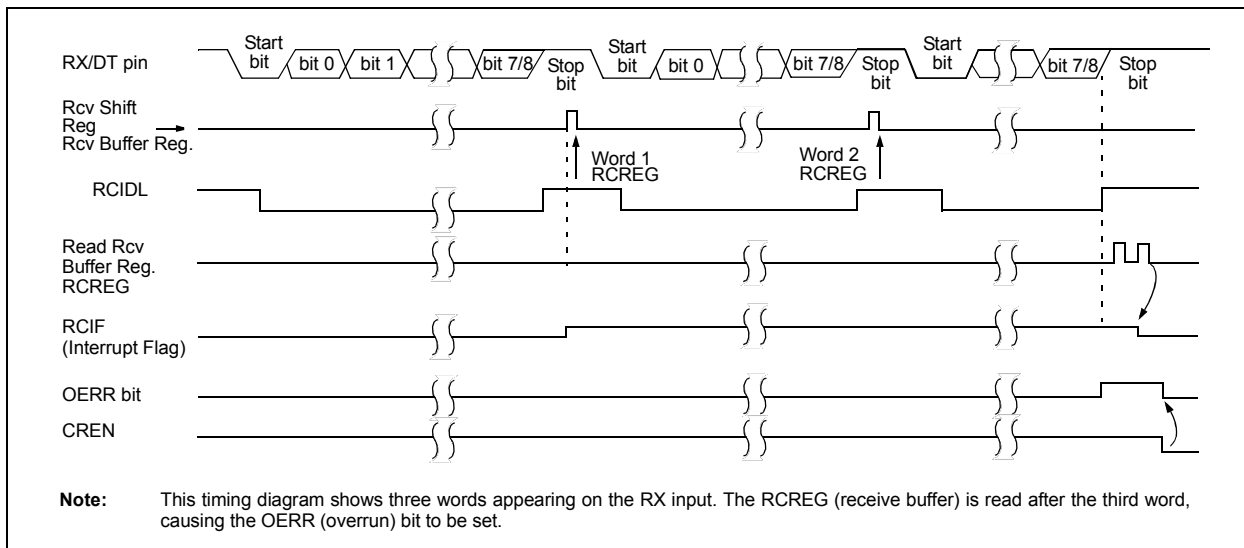 RX/DT pin
Start
bit
bit 0
bit 1
bit 7/8
Stop
bit
Start
bit
bit 0
bit 7/8
Stop
bit
Start
bit
bit 7/8
Stop
bit
Rcv Shift
Reg
Rcv Buffer Reg.
Word 1
RCREG
Word 2
RCREG
RCIDL
Read Rcv
Buffer Reg.
RCREG
RCIF
(Interrupt Flag)
OERR bit
CREN
Note: This timing diagram shows three words appearing on the RX input. The RCREG (receive buffer) is read after the third word,
causing the OERR (overrun) bit to be set.